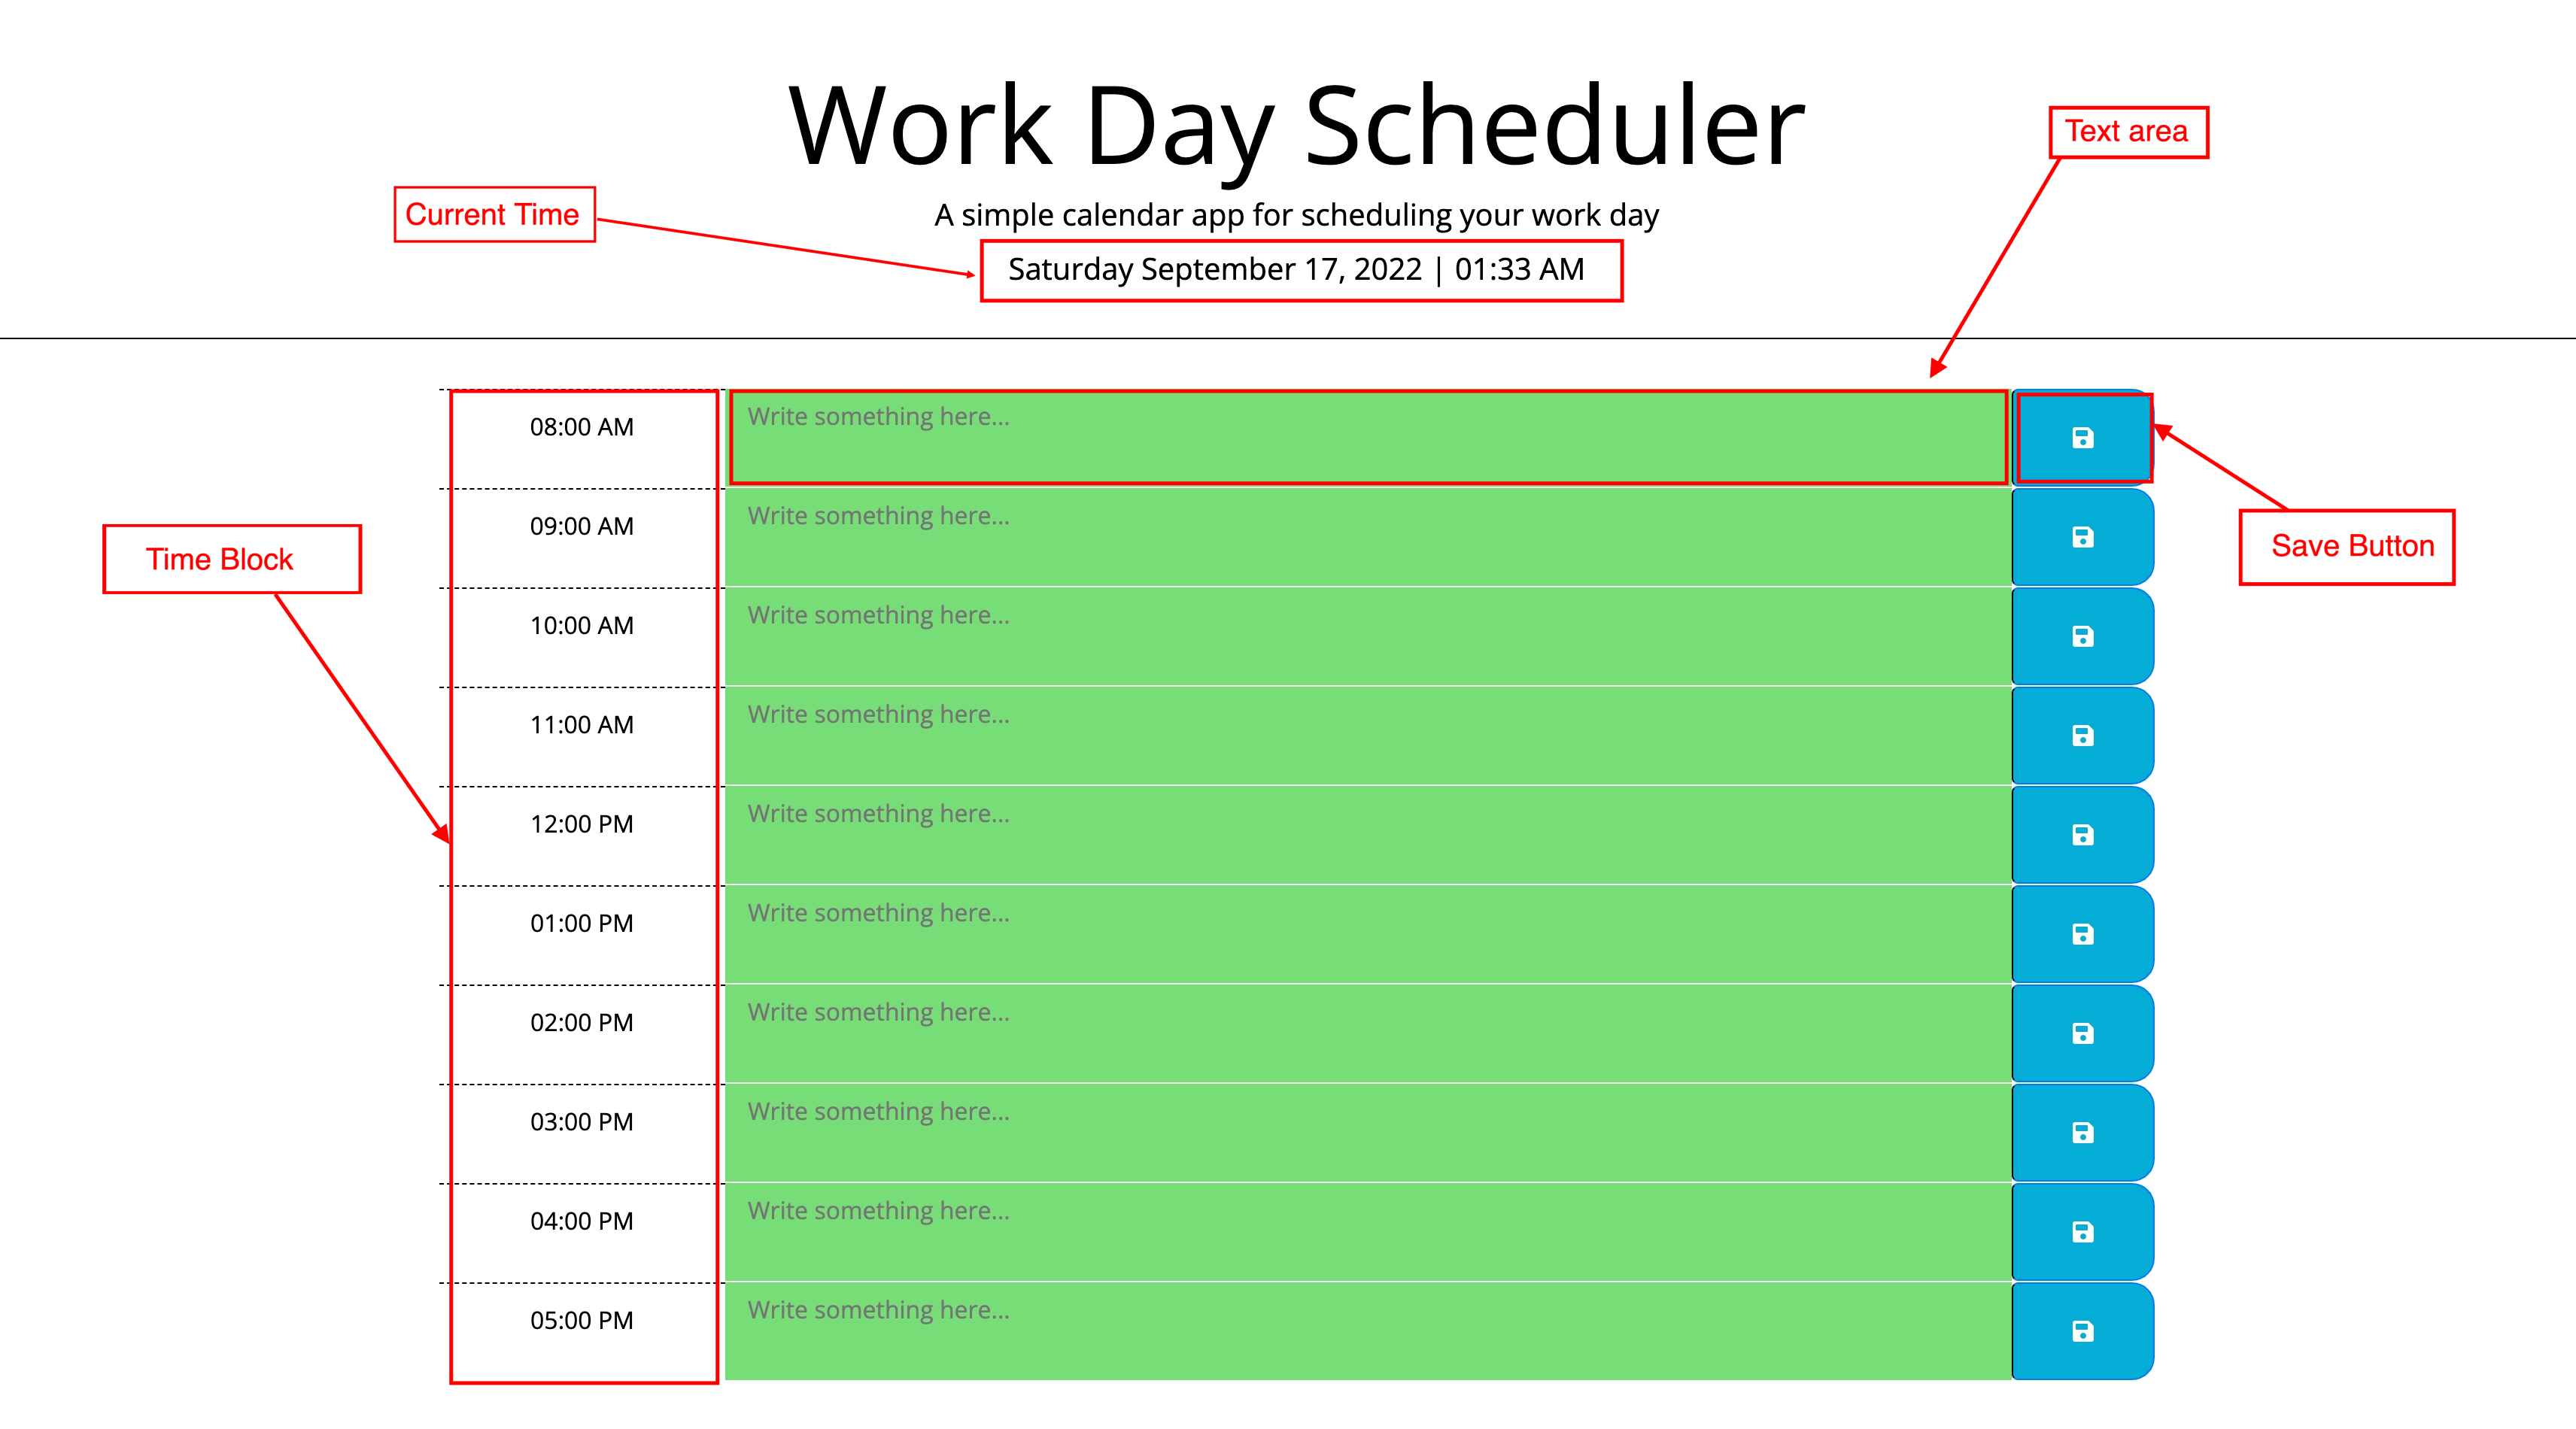 Work Day Scheduler
Text area
Current Time
A simple calendar app for scheduling your work day
Saturday September 17, 2022 | 01:33 AM
08:00 AM
Write something here...
09:00 AM
Write something here...
Time Block
Save Button
10:00 AM
Write something here...
11:00 AM
Write something here...
12:00 PM
Write something here...
01:00 PM
Write something here...
02:00 PM
Write something here...
03:00 PM
Write something here...
04:00 PM
Write something here...
05:00 PM
Write something here...